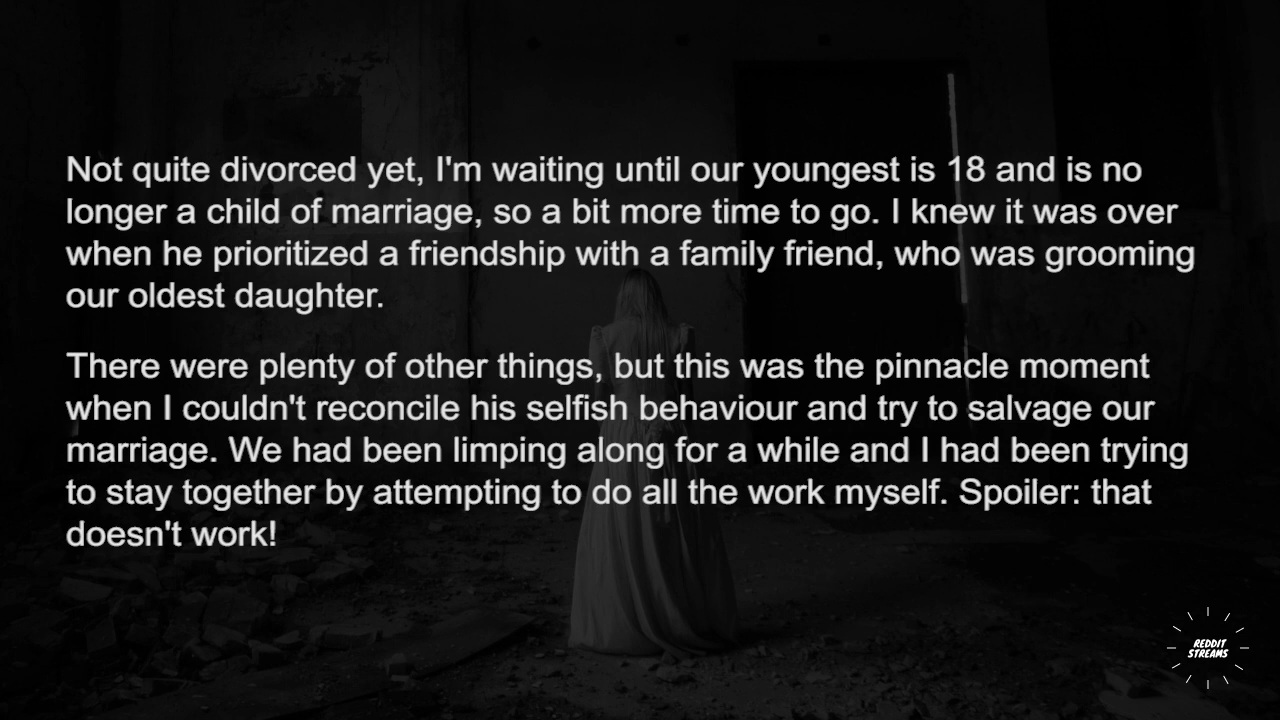 Not quite divorced yet, I'm waiting until our youngest is 18 and is no
longer a child of marriage, so a bit more time to go. I knew it was over
when he prioritized a friendship with a family friend, who was grooming
our oldest daughter.
There were plenty of other things, but this was the pinnacle moment
when I couldn't reconcile his selfish behaviour and try to salvage our
marriage. We had been limping along for a while and I had been trying
to stay together by attempting to do all the work myself. Spoiler: that
doesn't work!
REDDIT
STREAMS